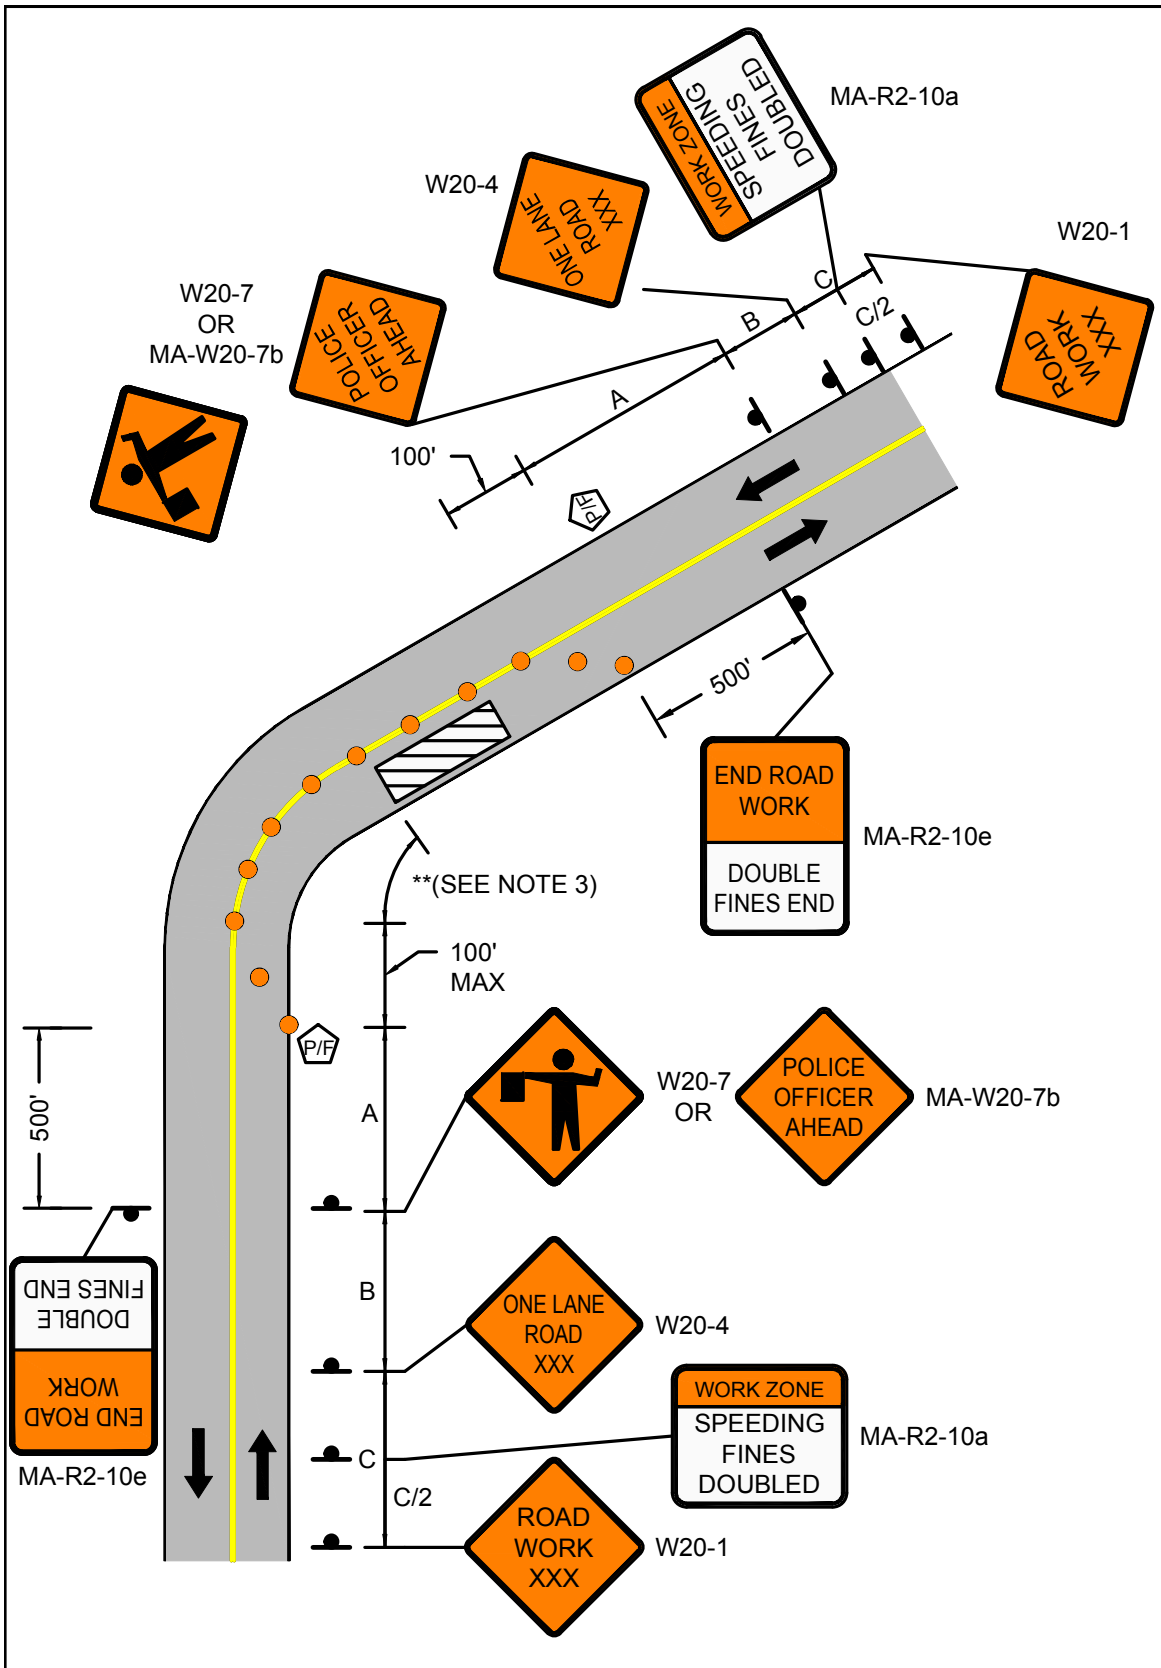 MA-R2-10a
WORK ZONE
SPEEDING
FINES
DOUBLED
W20-4
ONE LANE
ROAD
XXX
W20-1
ROAD
WORK
XXX
W20-7
OR
MA-W20-7b
POLICE
OFFICER
AHEAD
C
B
C/2
A
100'
P/F
500'
END ROAD
WORK
DOUBLE
FINES END
MA-R2-10e
**(SEE NOTE 3)
100'
MAX
P/F
500'
A
W20-7
OR
POLICE
OFFICER
AHEAD
MA-W20-7b
B
ONE LANE
ROAD
XXX
W20-4
END ROAD
WORK
DOUBLE
FINES END
MA-R2-10e
WORK ZONE
SPEEDING
FINES
DOUBLED
MA-R2-10a
C
C/2
ROAD
WORK
XXX
W20-1